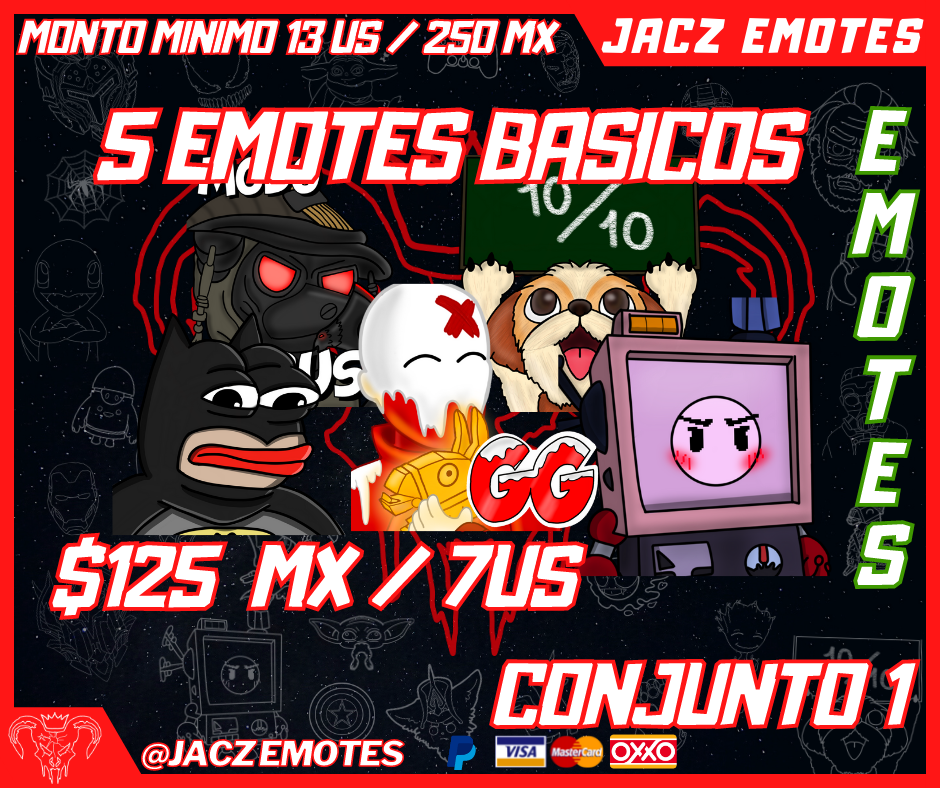 MONTO MINIMO 13 US / 250 MX
JACZ EMOTES
5 EMOTES BASICOS
EMOTES
MODO
10/10
GG
$125 MX / 7US
CONJUNTO 1
@JACZEMOTES
VISA
MasterCard
OXXO